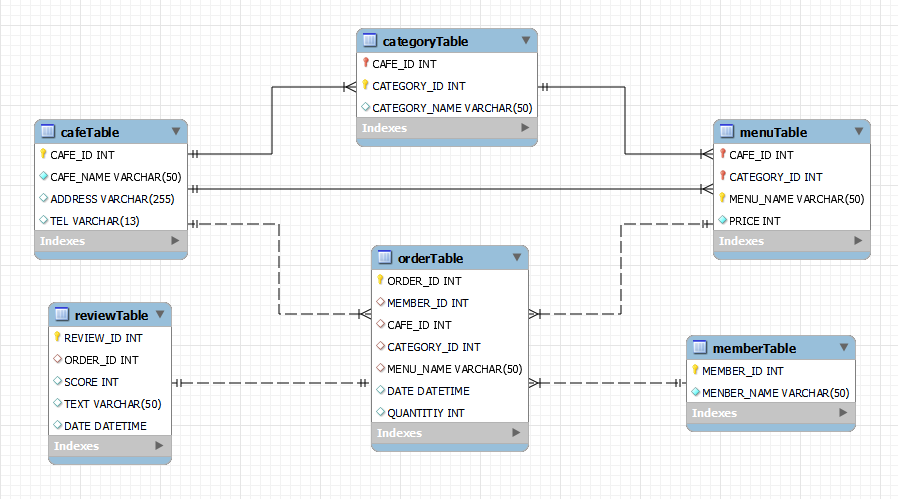 categoryTable
CAFE_ID INT
CATEGORY_ID INT
CATEGORY_NAME VARCHAR(50)
Indexes
cafeTable
CAFE_ID INT
CAFE_NAME VARCHAR(50)
ADDRESS VARCHAR(255)
TEL VARCHAR(13)
Indexes
menuTable
CAFE_ID INT
CATEGORY_ID INT
MENU_NAME VARCHAR(50)
PRICE INT
Indexes
orderTable
ORDER_ID INT
MEMBER_ID INT
CAFE_ID INT
CATEGORY_ID INT
MENU_NAME VARCHAR(50)
DATE DATETIME
QUANTITIY INT
Indexes
reviewTable
REVIEW_ID INT
ORDER_ID INT
SCORE INT
TEXT VARCHAR(50)
DATE DATETIME
Indexes
memberTable
MEMBER_ID INT
MENBER_NAME VARCHAR(50)
Indexes